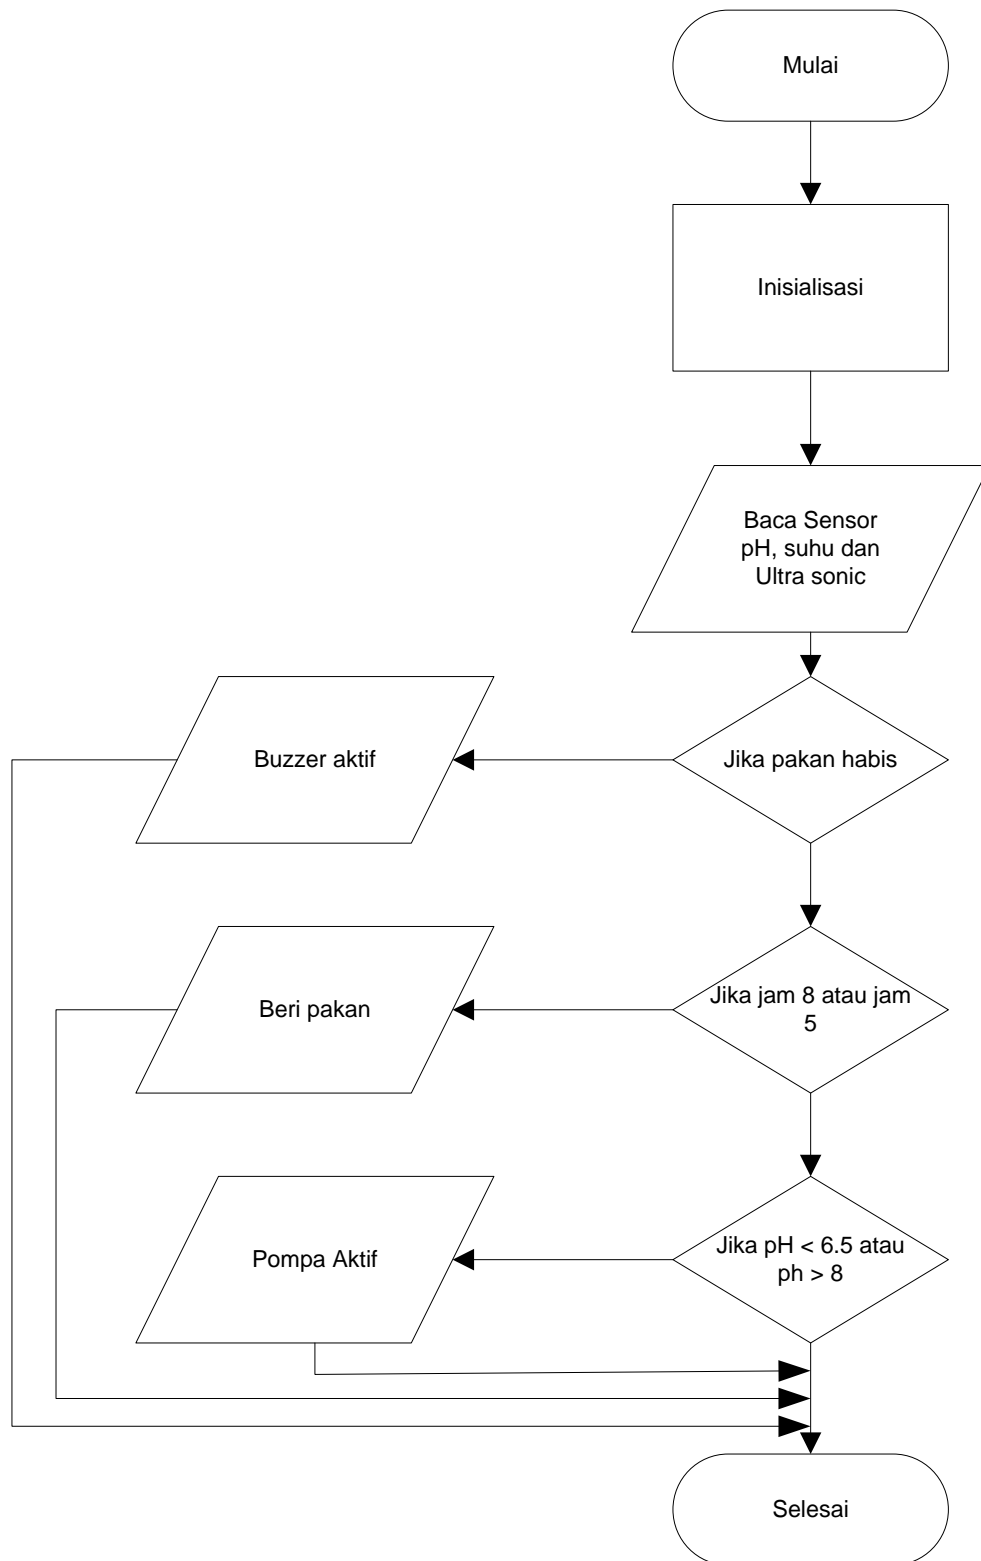 Mulai
Inisialisasi
Baca Sensor
pH, suhu dan
Ultra sonic
Buzzer aktif
Jika pakan habis
Beri pakan
Jika jam 8 atau jam
5
Pompa Aktif
Jika pH < 6.5 atau
ph > 8
Selesai